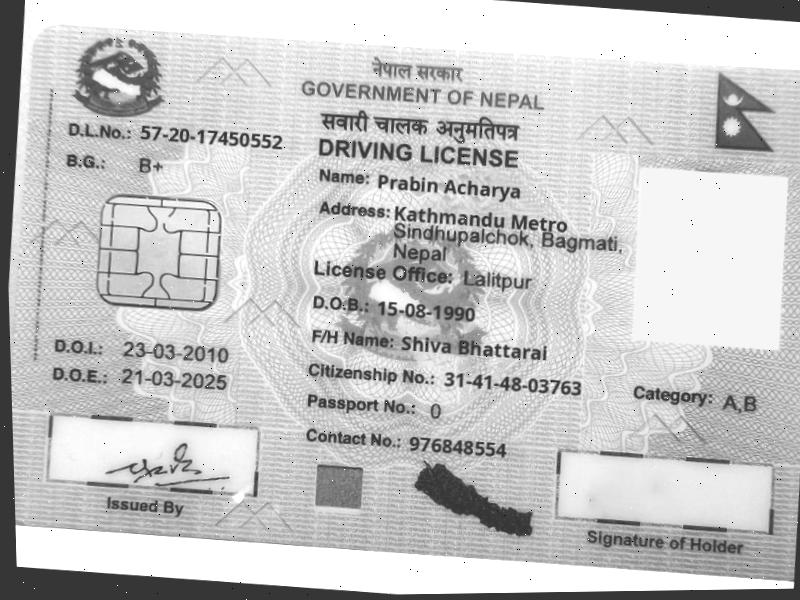 नेपाल सरकार
GOVERNMENT OF NEPAL
सवारी चालक अनुमतिपत्र
DRIVING LICENSE
D.L.No.: 57-20-17450552
B.G.: B+
Name: Prabin Acharya
Address: Kathmandu Metro
Sindhupalchok, Bagmati,
Nepal
License Office: Lalitpur
D.O.B.: 15-08-1990
F/H Name: Shiva Bhattarai
D.O.I.: 23-03-2010
D.O.E.: 21-03-2025
Citizenship No.: 31-41-48-03763
Category: A,B
Passport No.: 0
Contact No.: 976848554
Issued By
Signature of Holder